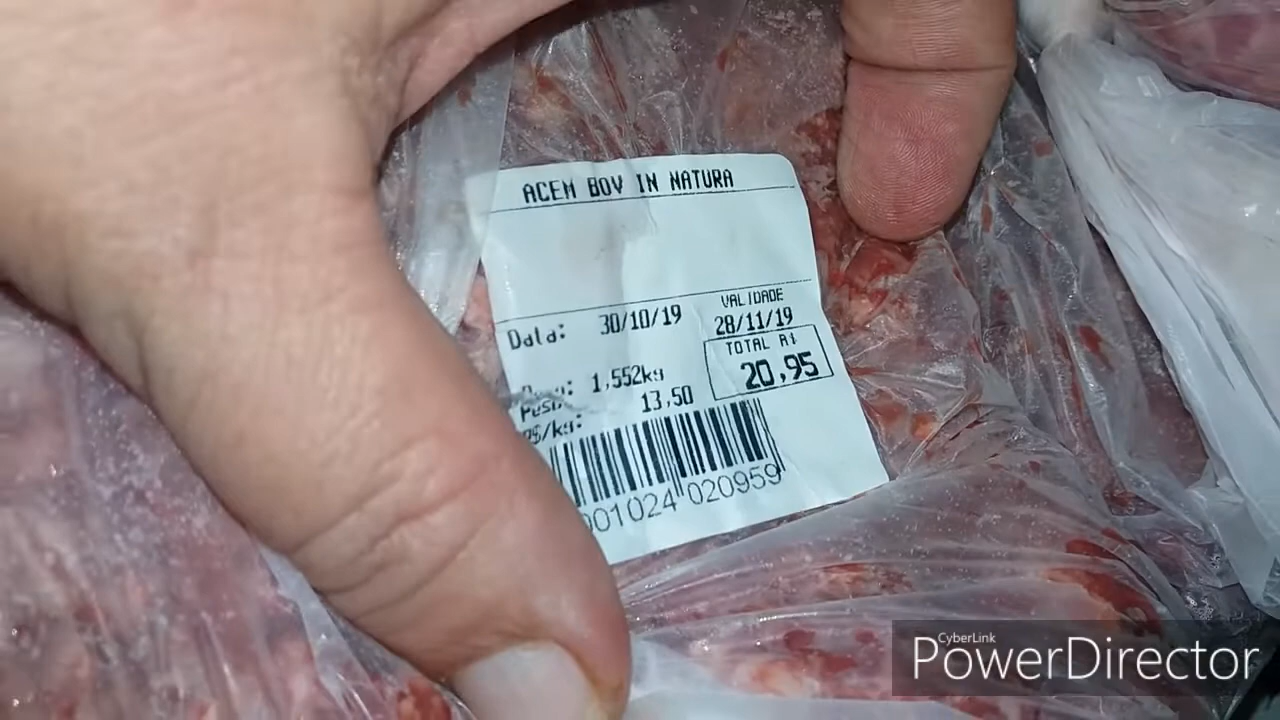 ACEM BOV IN NATURA
VALIDADE
Data: 30/10/19 28/11/19
TOTAL R$
20,95
Peso: 1,552kg
R$/kg: 13,50
001024 020959
CyberLink
PowerDirector